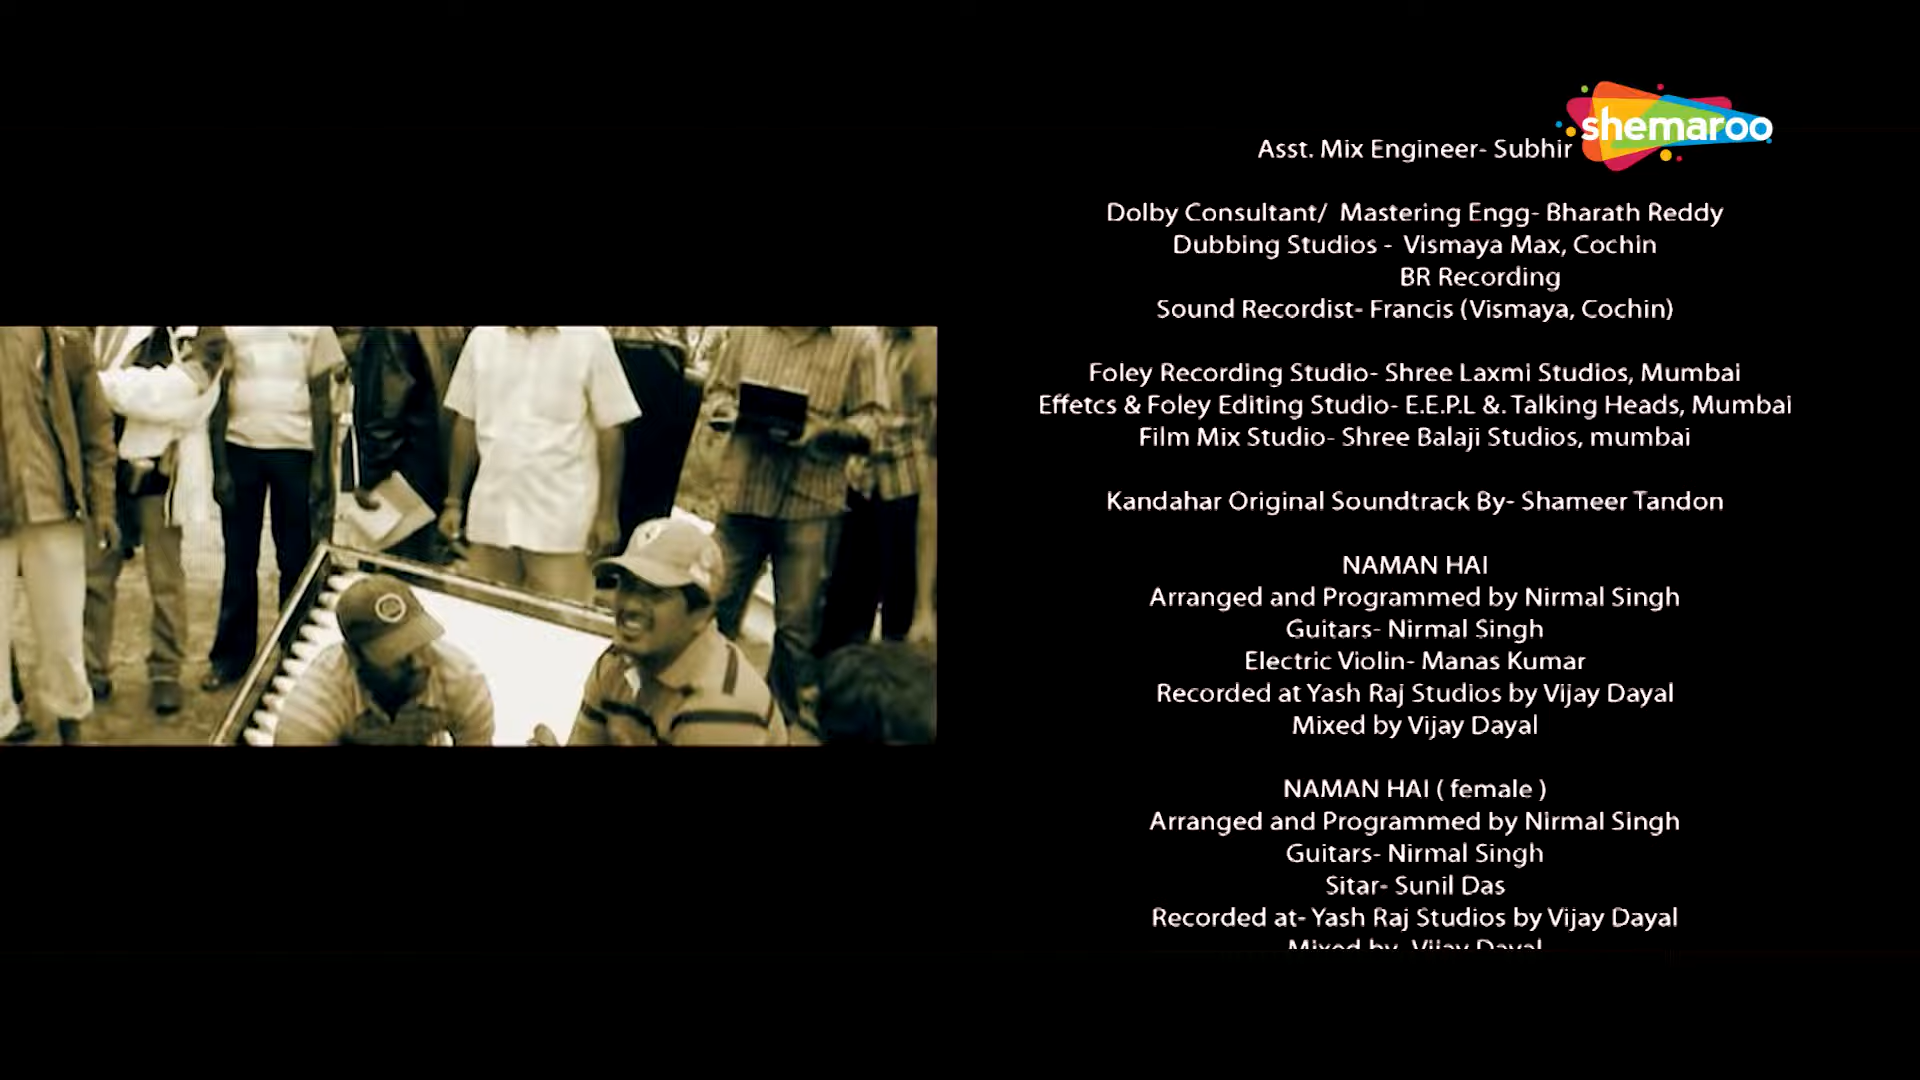 shemaroo
Asst. Mix Engineer- Subhir
Dolby Consultant/ Mastering Engg- Bharath Reddy
Dubbing Studios - Vismaya Max, Cochin
BR Recording
Sound Recordist- Francis (Vismaya, Cochin)
Foley Recording Studio- Shree Laxmi Studios, Mumbai
Effetcs & Foley Editing Studio- E.E.P.L &. Talking Heads, Mumbai
Film Mix Studio- Shree Balaji Studios, mumbai
Kandahar Original Soundtrack By- Shameer Tandon
NAMAN HAI
Arranged and Programmed by Nirmal Singh
Guitars- Nirmal Singh
Electric Violin- Manas Kumar
Recorded at Yash Raj Studios by Vijay Dayal
Mixed by Vijay Dayal
NAMAN HAI ( female )
Arranged and Programmed by Nirmal Singh
Guitars- Nirmal Singh
Sitar- Sunil Das
Recorded at- Yash Raj Studios by Vijay Dayal
Mixed by Vijay Dayal